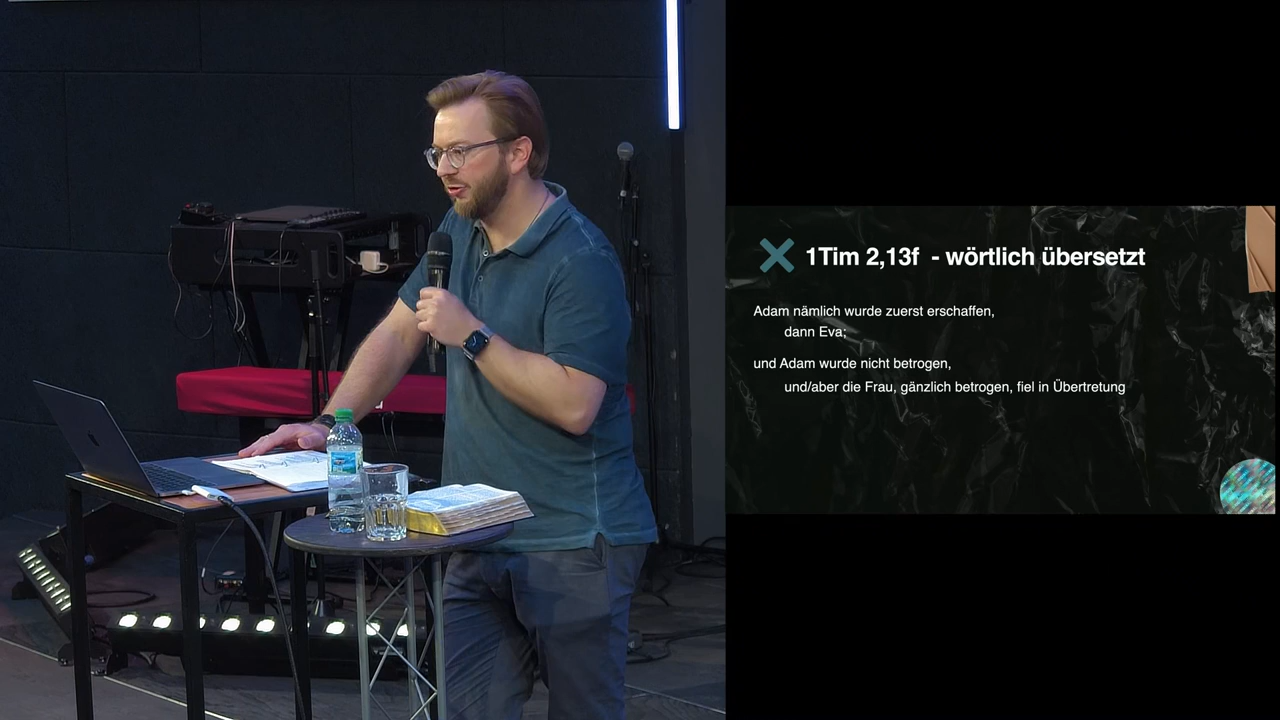 1Tim 2,13f - wörtlich übersetzt
Adam nämlich wurde zuerst erschaffen,
dann Eva;
und Adam wurde nicht betrogen,
und/aber die Frau, gänzlich betrogen, fiel in Übertretung